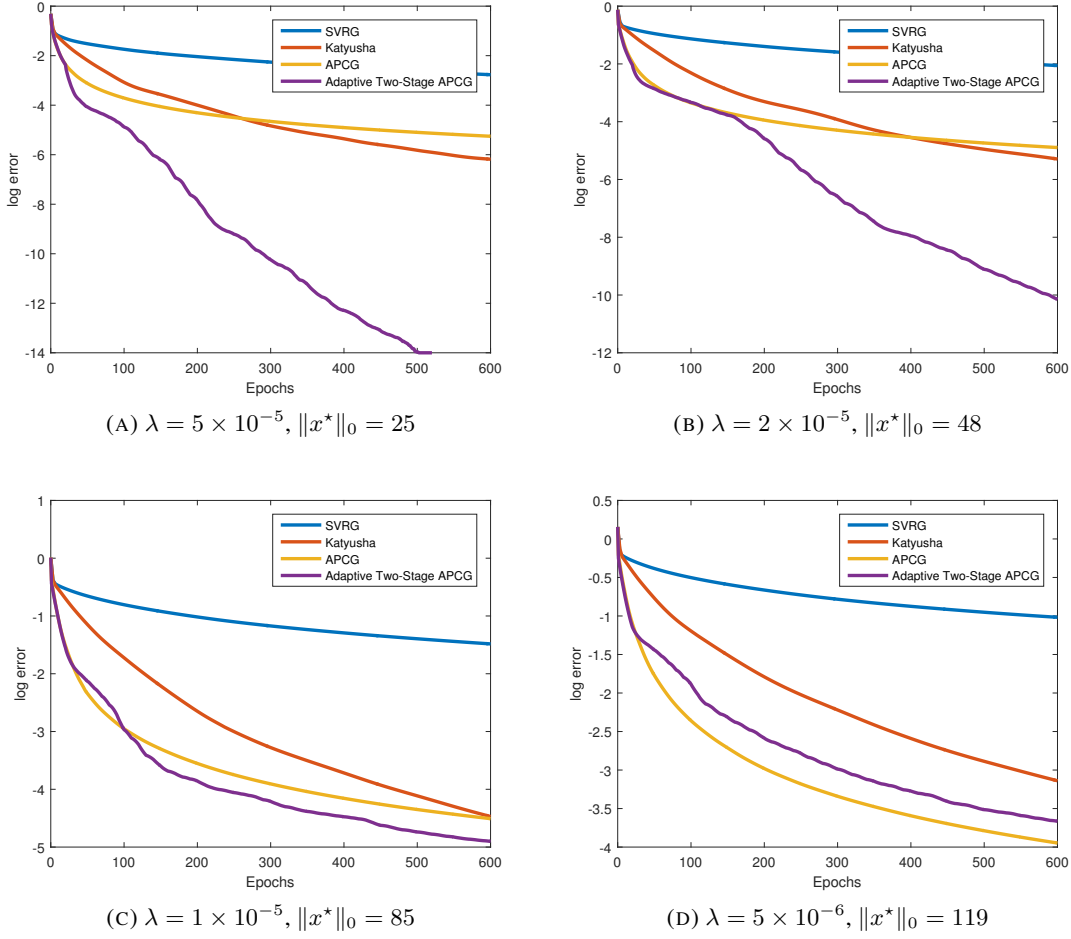 0
-2
-4
-6
-8
-10
-12
-14
log error
0 100 200 300 400 500 600
Epochs
SVRG
Katyusha
APCG
Adaptive Two-Stage APCG
(A) λ = 5 × 10⁻⁵, ‖x⋆‖₀ = 25
0
-2
-4
-6
-8
-10
-12
log error
0 100 200 300 400 500 600
Epochs
SVRG
Katyusha
APCG
Adaptive Two-Stage APCG
(B) λ = 2 × 10⁻⁵, ‖x⋆‖₀ = 48
1
0
-1
-2
-3
-4
-5
log error
0 100 200 300 400 500 600
Epochs
SVRG
Katyusha
APCG
Adaptive Two-Stage APCG
(C) λ = 1 × 10⁻⁵, ‖x⋆‖₀ = 85
0.5
0
-0.5
-1
-1.5
-2
-2.5
-3
-3.5
-4
log error
0 100 200 300 400 500 600
Epochs
SVRG
Katyusha
APCG
Adaptive Two-Stage APCG
(D) λ = 5 × 10⁻⁶, ‖x⋆‖₀ = 119